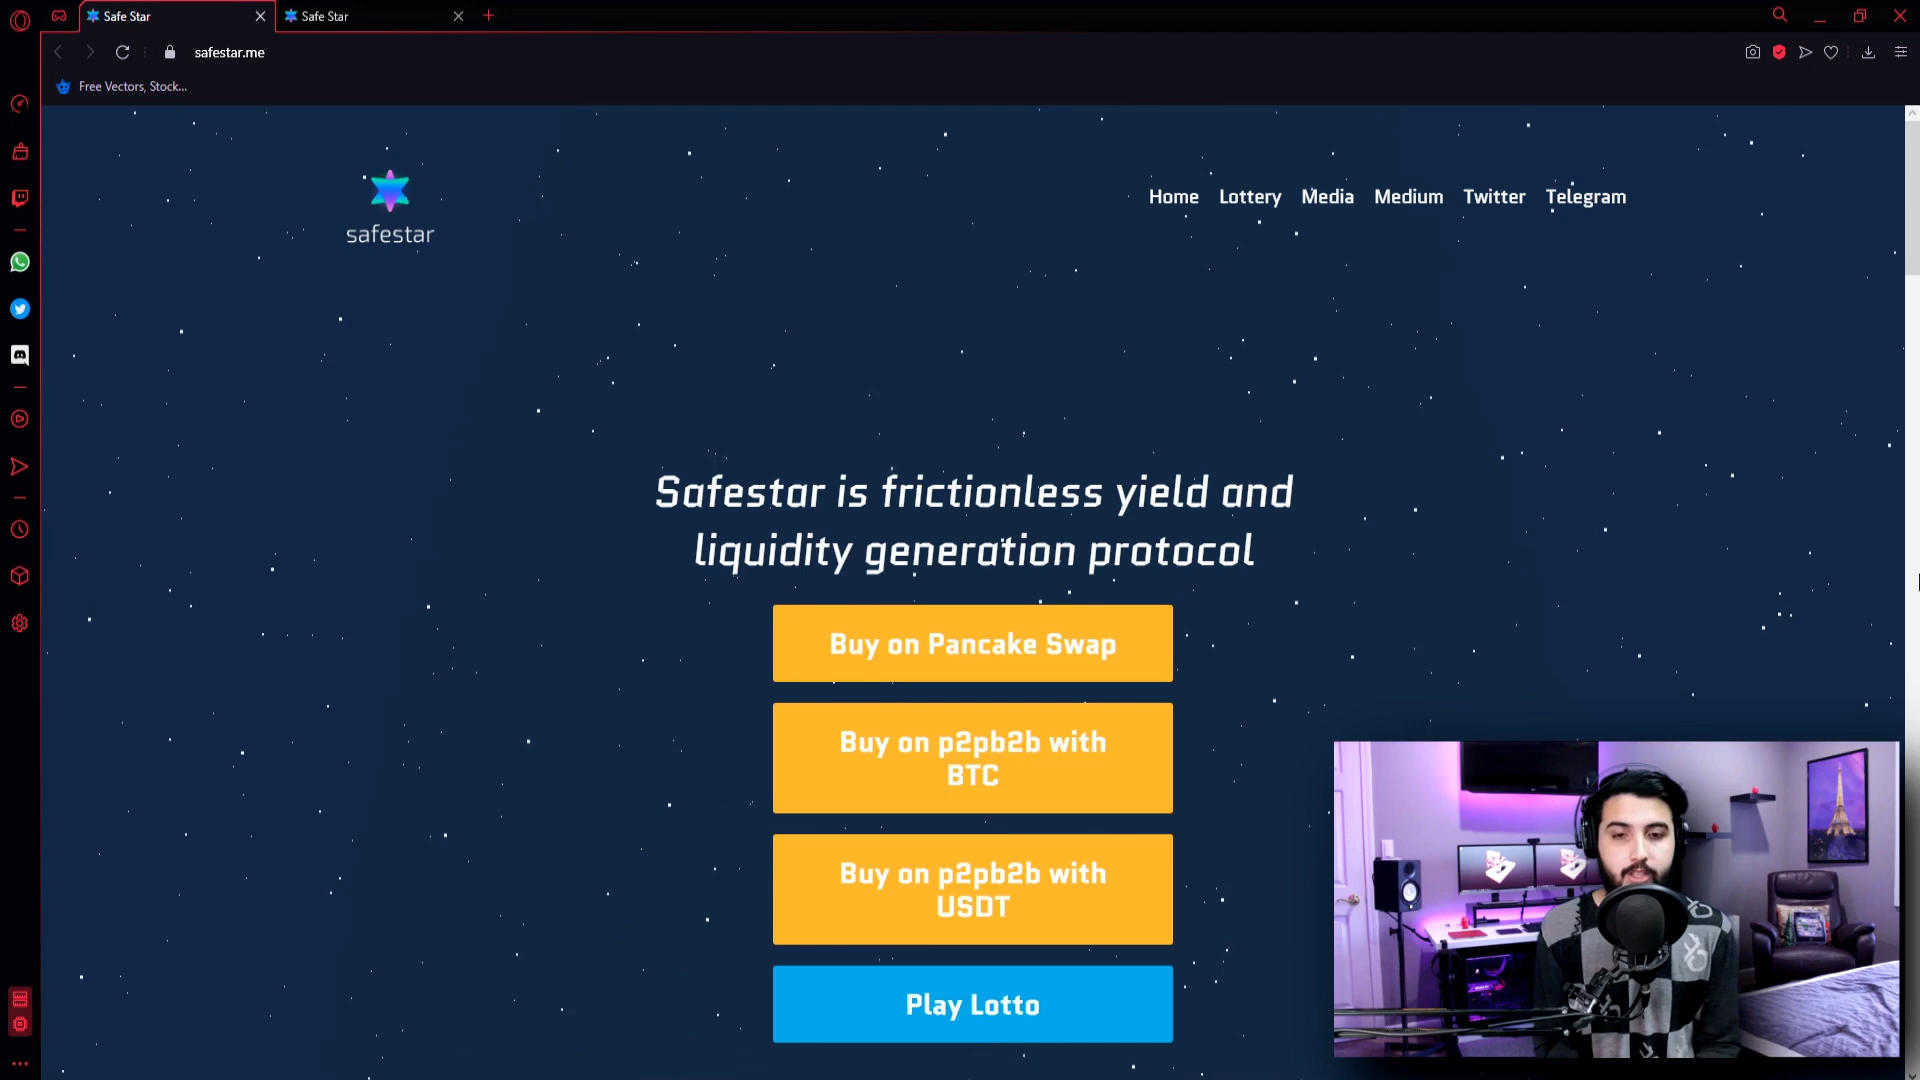 Safe Star
Safe Star
safestar.me
Free Vectors, Stock...
safestar
Home Lottery Media Medium Twitter Telegram
Safestar is frictionless yield and
liquidity generation protocol
Buy on Pancake Swap
Buy on p2pb2b with
BTC
Buy on p2pb2b with
USDT
Play Lotto